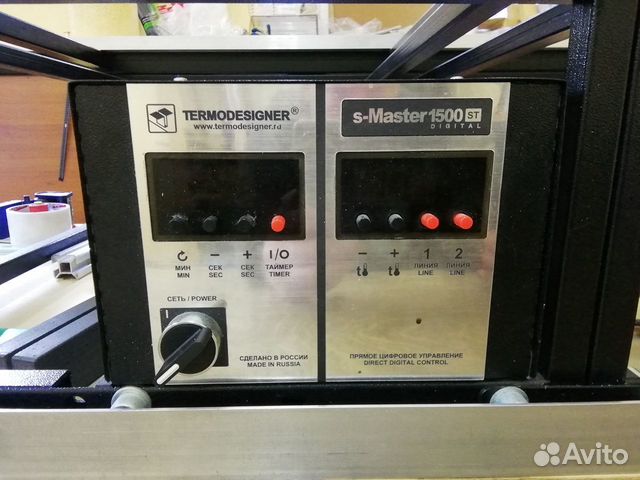 TERMODESIGNER®
www.termodesigner.ru
s-Master1500 ST
DIGITAL
– + I/O
МИН СЕК СЕК ТАЙМЕР
MIN SEC SEC TIMER
– + 1 2
t t ЛИНИЯ ЛИНИЯ
LINE LINE
СЕТЬ / POWER
I
СДЕЛАНО В РОССИИ
MADE IN RUSSIA
ПРЯМОЕ ЦИФРОВОЕ УПРАВЛЕНИЕ
DIRECT DIGITAL CONTROL
Avito